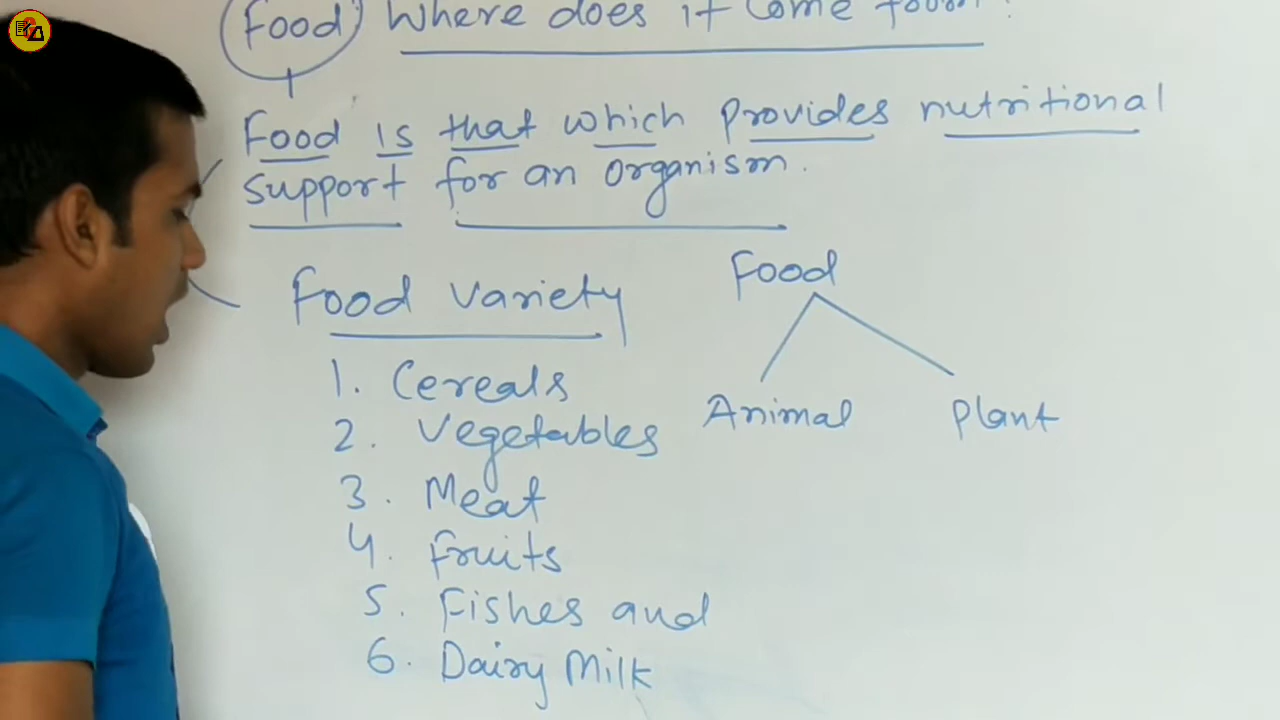 Food Where does it come from?
Food is that which provides nutritional
support for an organism.
Food variety
Food
1. Cereals
Animal
Plant
2. Vegetables
3. Meat
4. Fruits
5. Fishes and
6. Dairy Milk